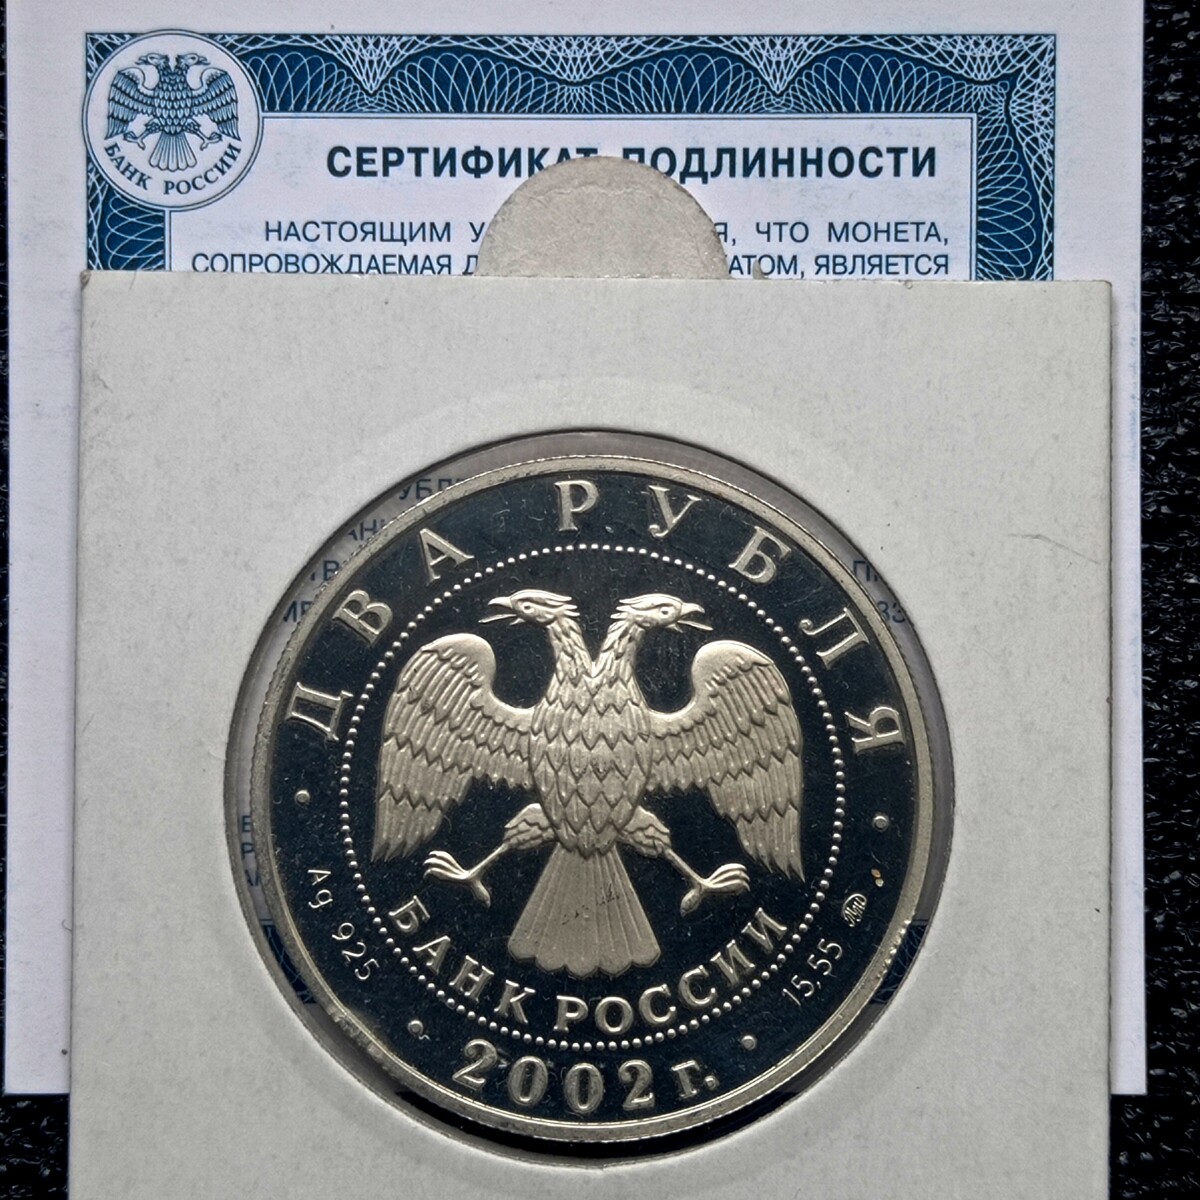 БАНК РОССИИ
СЕРТИФИКАТ ПОДЛИННОСТИ
НАСТОЯЩИМ У
Я, ЧТО МОНЕТА,
СОПРОВОЖДАЕМАЯ Д
АТОМ, ЯВЛЯЕТСЯ
ДВА РУБЛЯ
БАНК РОССИИ
Ag 925
15,55 ММД
2002 г.